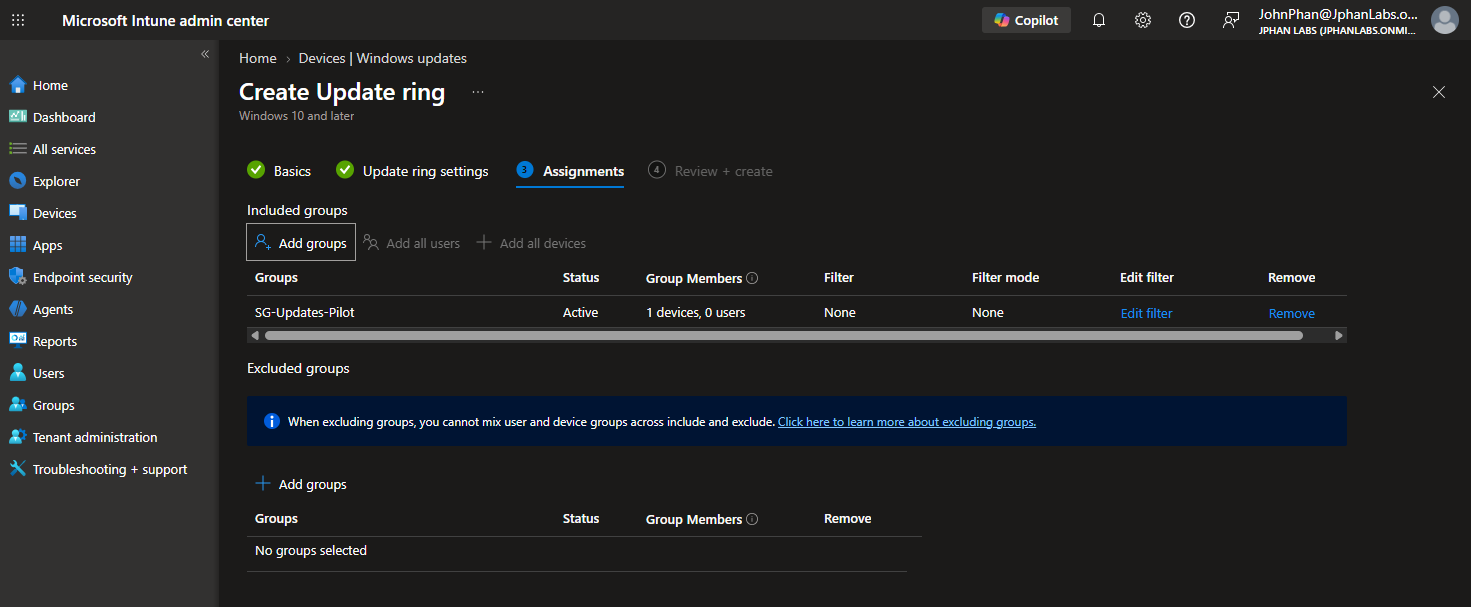 Microsoft Intune admin center
Copilot
JohnPhan@JphanLabs.o...
JPHAN LABS (JPHANLABS.ONMI...
«
Home
Dashboard
All services
Explorer
Devices
Apps
Endpoint security
Agents
Reports
Users
Groups
Tenant administration
Troubleshooting + support
Home › Devices | Windows updates
Create Update ring ...
Windows 10 and later
Basics
Update ring settings
3 Assignments
4 Review + create
Included groups
Add groups
Add all users
Add all devices
Groups Status Group Members Filter Filter mode Edit filter Remove
SG-Updates-Pilot Active 1 devices, 0 users None None Edit filter Remove
Excluded groups
When excluding groups, you cannot mix user and device groups across include and exclude. Click here to learn more about excluding groups.
Add groups
Groups Status Group Members Remove
No groups selected